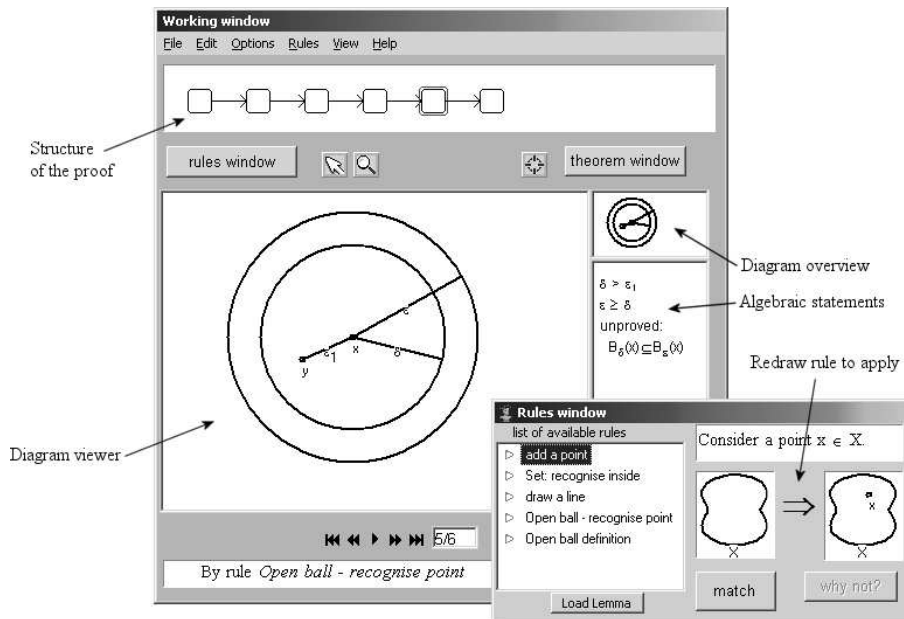 Working window
File Edit Options Rules View Help
Structure
of the proof
rules window
theorem window
ε
ε₁
x
δ
y
Diagram overview
δ > ε₁
ε ≥ δ
unproved:
B_δ(x)⊆B_ε(x)
Algebraic statements
Redraw rule to apply
Diagram viewer
5/6
By rule Open ball - recognise point
Rules window
list of available rules
add a point
Set: recognise inside
draw a line
Open ball - recognise point
Open ball definition
Load Lemma
Consider a point x ∈ X.
X
⇒
x
X
match
why not?